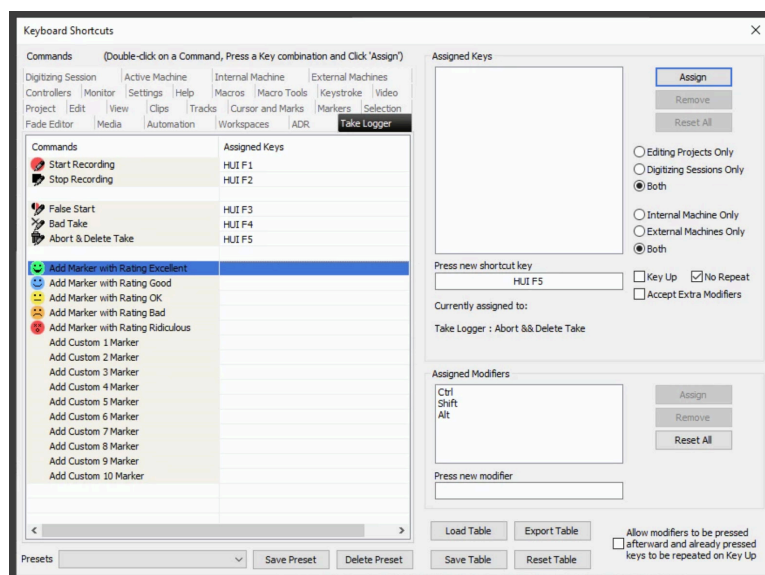 Keyboard Shortcuts
Commands (Double-click on a Command, Press a Key combination and Click 'Assign')
Digitizing Session Active Machine Internal Machine External Machines
Controllers Monitor Settings Help Macros Macro Tools Keystroke Video
Project Edit View Clips Tracks Cursor and Marks Markers Selection
Fade Editor Media Automation Workspaces ADR Take Logger
Commands Assigned Keys
Start Recording HUI F1
Stop Recording HUI F2
False Start HUI F3
Bad Take HUI F4
Abort & Delete Take HUI F5
Add Marker with Rating Excellent
Add Marker with Rating Good
Add Marker with Rating OK
Add Marker with Rating Bad
Add Marker with Rating Ridiculous
Add Custom 1 Marker
Add Custom 2 Marker
Add Custom 3 Marker
Add Custom 4 Marker
Add Custom 5 Marker
Add Custom 6 Marker
Add Custom 7 Marker
Add Custom 8 Marker
Add Custom 9 Marker
Add Custom 10 Marker
Presets
Save Preset
Delete Preset
Assigned Keys
Assign
Remove
Reset All
Editing Projects Only
Digitizing Sessions Only
Both
Internal Machine Only
External Machines Only
Both
Press new shortcut key
HUI F5
Key Up No Repeat
Accept Extra Modifiers
Currently assigned to:
Take Logger : Abort && Delete Take
Assigned Modifiers
Ctrl
Shift
Alt
Assign
Remove
Reset All
Press new modifier
Load Table
Export Table
Save Table
Reset Table
Allow modifiers to be pressed
afterward and already pressed
keys to be repeated on Key Up